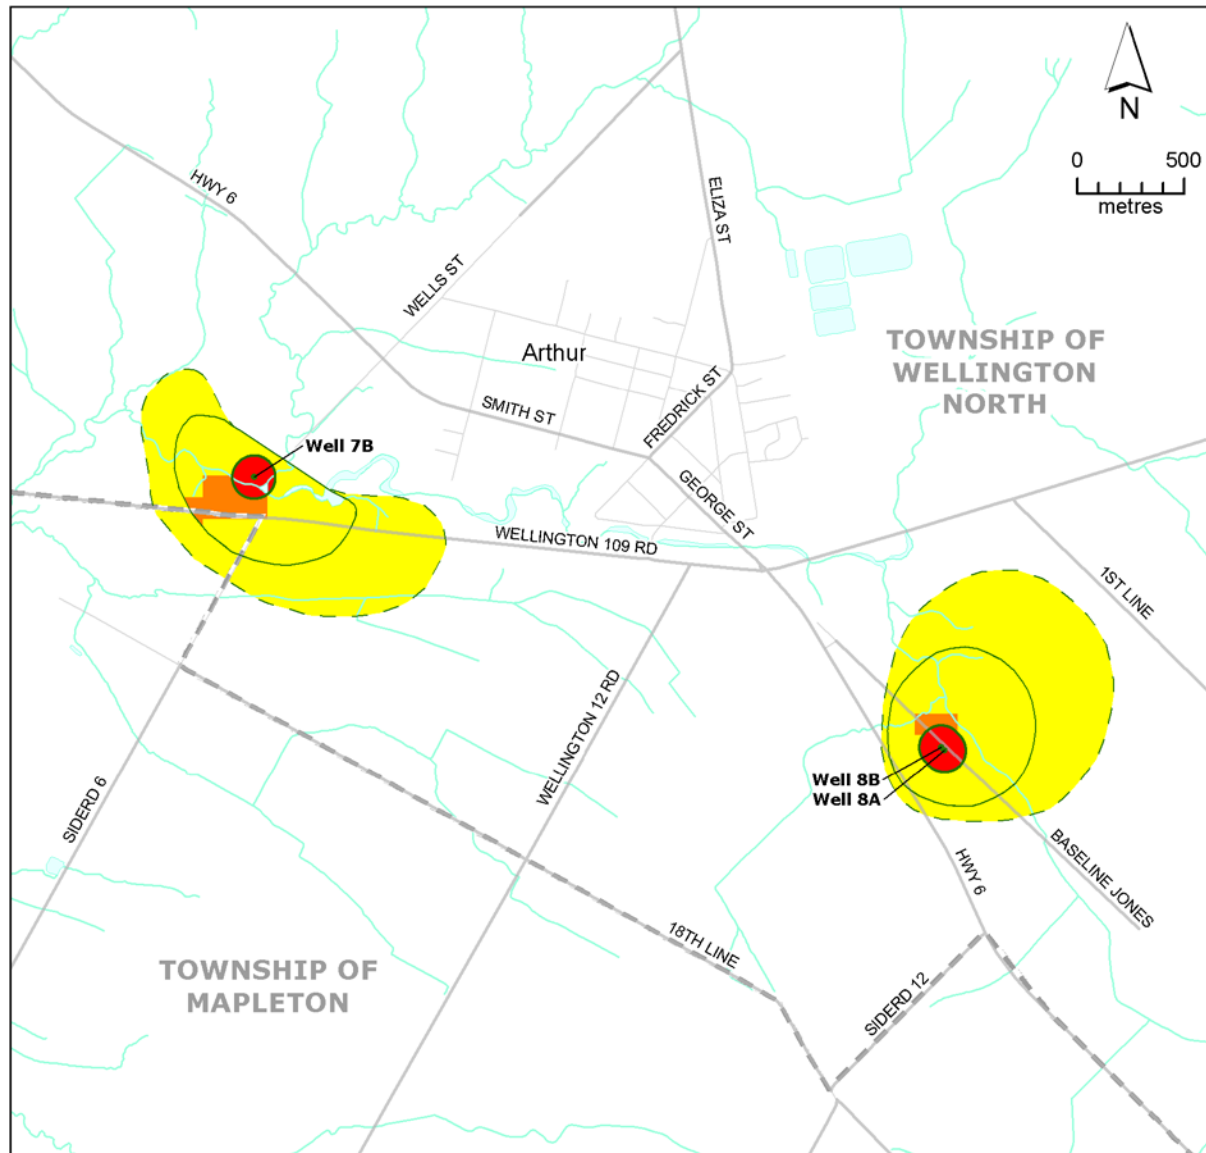 N
0 500
metres
HWY 6
ELIZA ST
WELLS ST
Arthur
TOWNSHIP OF
WELLINGTON
NORTH
SMITH ST
FREDRICK ST
Well 7B
GEORGE ST
WELLINGTON 109 RD
1ST LINE
WELLINGTON 12 RD
SIDERD 6
Well 8B
Well 8A
HWY 6
BASELINE JONES
18TH LINE
TOWNSHIP OF
MAPLETON
SIDERD 12